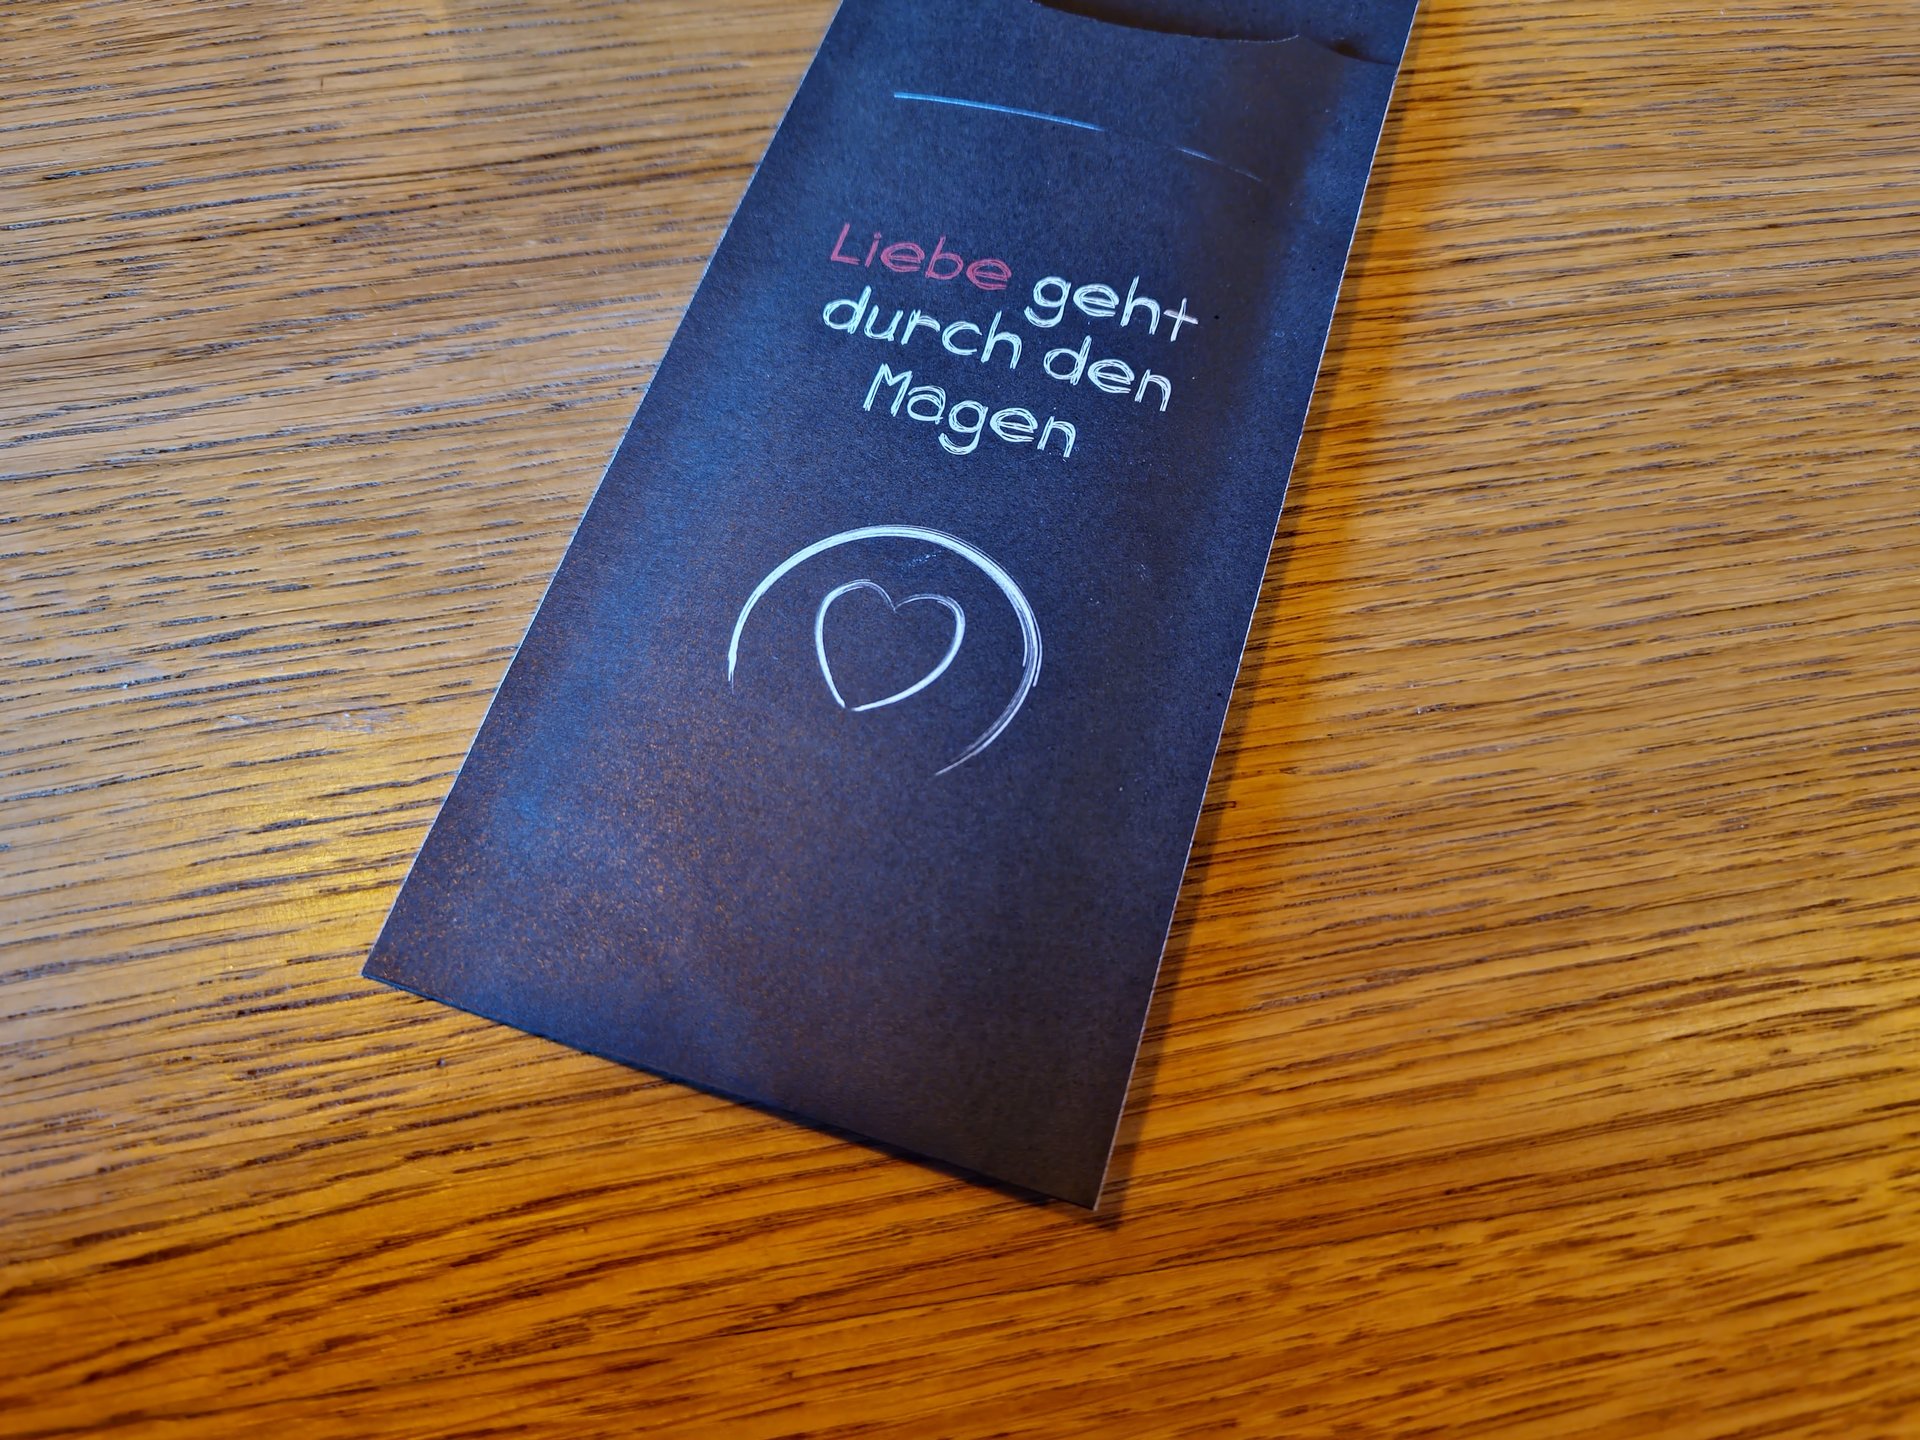 Liebe geht
durch den
Magen